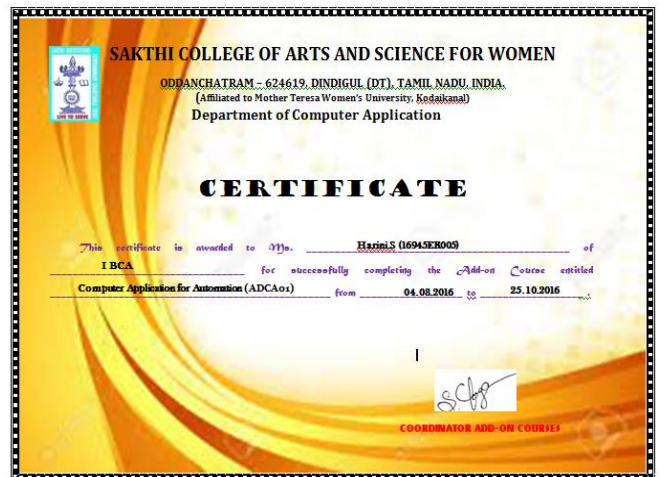 SAKTHI COLLEGE OF ARTS AND SCIENCE FOR WOMEN
ODDANCHATRAM – 624619. DINDIGUL (DT), TAMIL NADU, INDIA.
(Affiliated to Mother Teresa Women's University, Kodaikanal)
Department of Computer Application
LIVE TO SERVE
CERTIFICATE
This certificate is awarded to Ms. Harini.S (16945ER005) of
I BCA for successfully completing the Add-on Course entitled
Computer Application for Automation (ADCA01) from 04.08.2016 to 25.10.2016 .
COORDINATOR ADD-ON COURSES